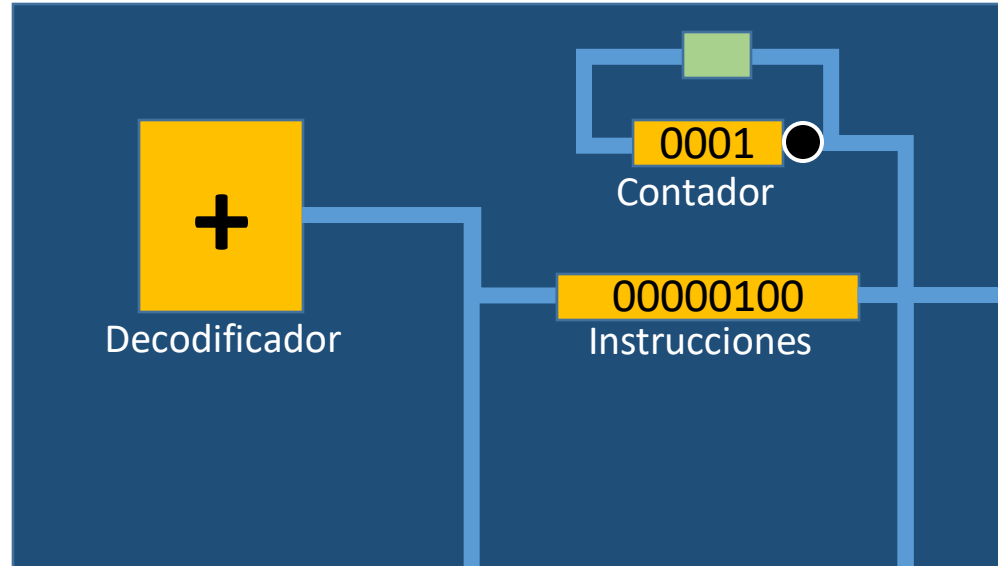 0001
Contador
+
00000100
Decodificador
Instrucciones